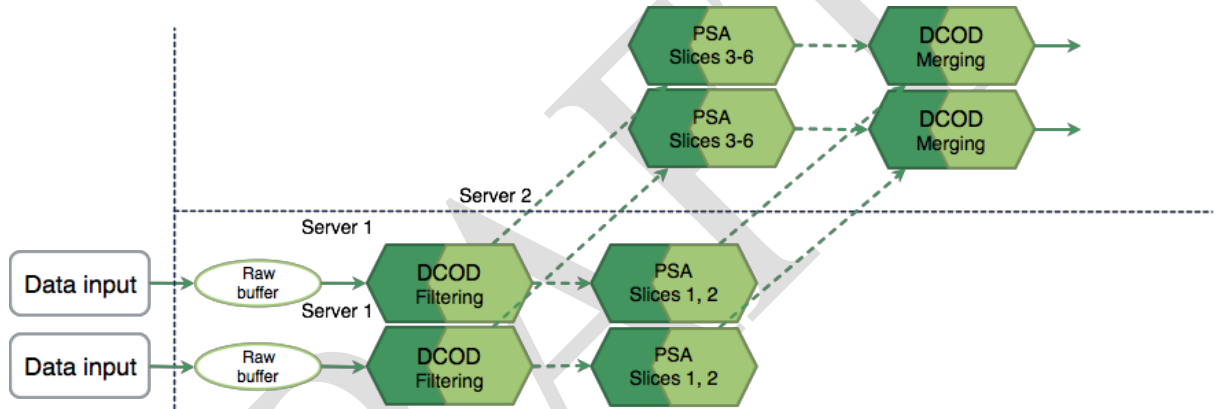 PSA
Slices 3-6
DCOD
Merging
PSA
Slices 3-6
DCOD
Merging
Server 2
Server 1
Data input
Raw
buffer
DCOD
Filtering
PSA
Slices 1, 2
Server 1
Data input
Raw
buffer
DCOD
Filtering
PSA
Slices 1, 2